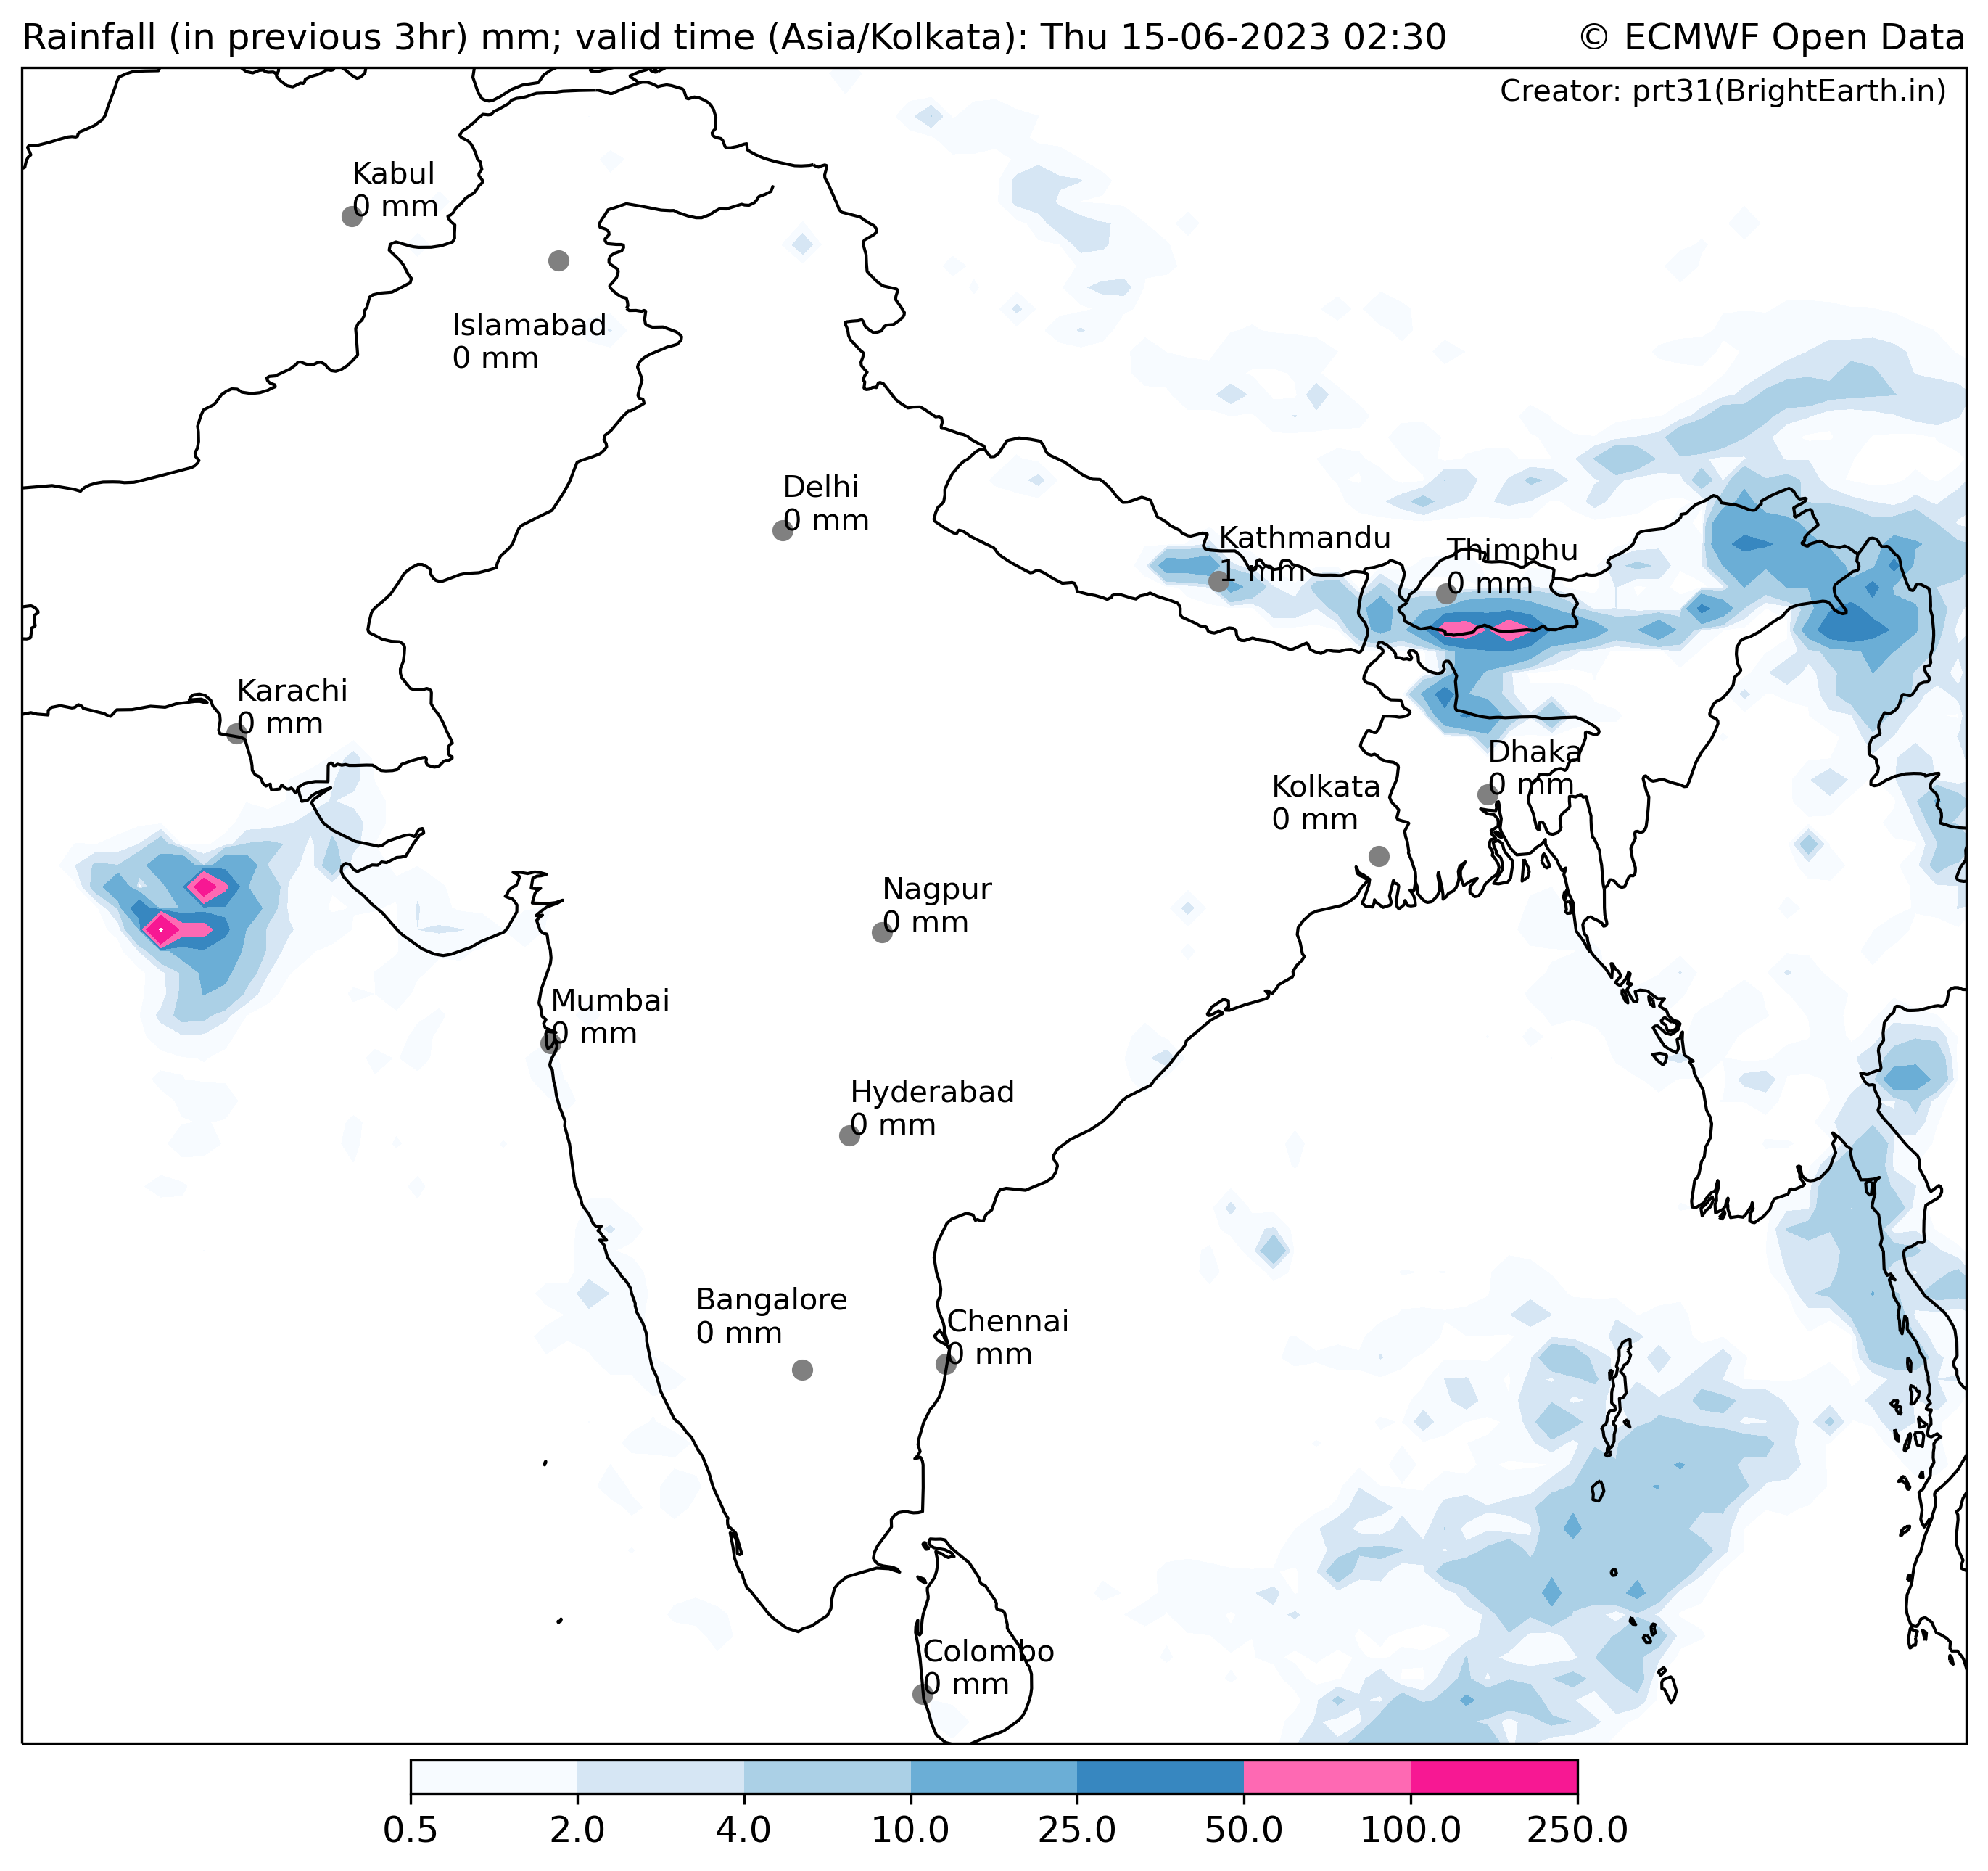 Rainfall (in previous 3hr) mm; valid time (Asia/Kolkata): Thu 15-06-2023 02:30
© ECMWF Open Data
Creator: prt31(BrightEarth.in)
Kabul
0 mm
Islamabad
0 mm
Delhi
0 mm
Kathmandu
1 mm
Thimphu
0 mm
Karachi
0 mm
Dhaka
0 mm
Kolkata
0 mm
Nagpur
0 mm
Mumbai
0 mm
Hyderabad
0 mm
Bangalore
0 mm
Chennai
0 mm
Colombo
0 mm
0.5 2.0 4.0 10.0 25.0 50.0 100.0 250.0